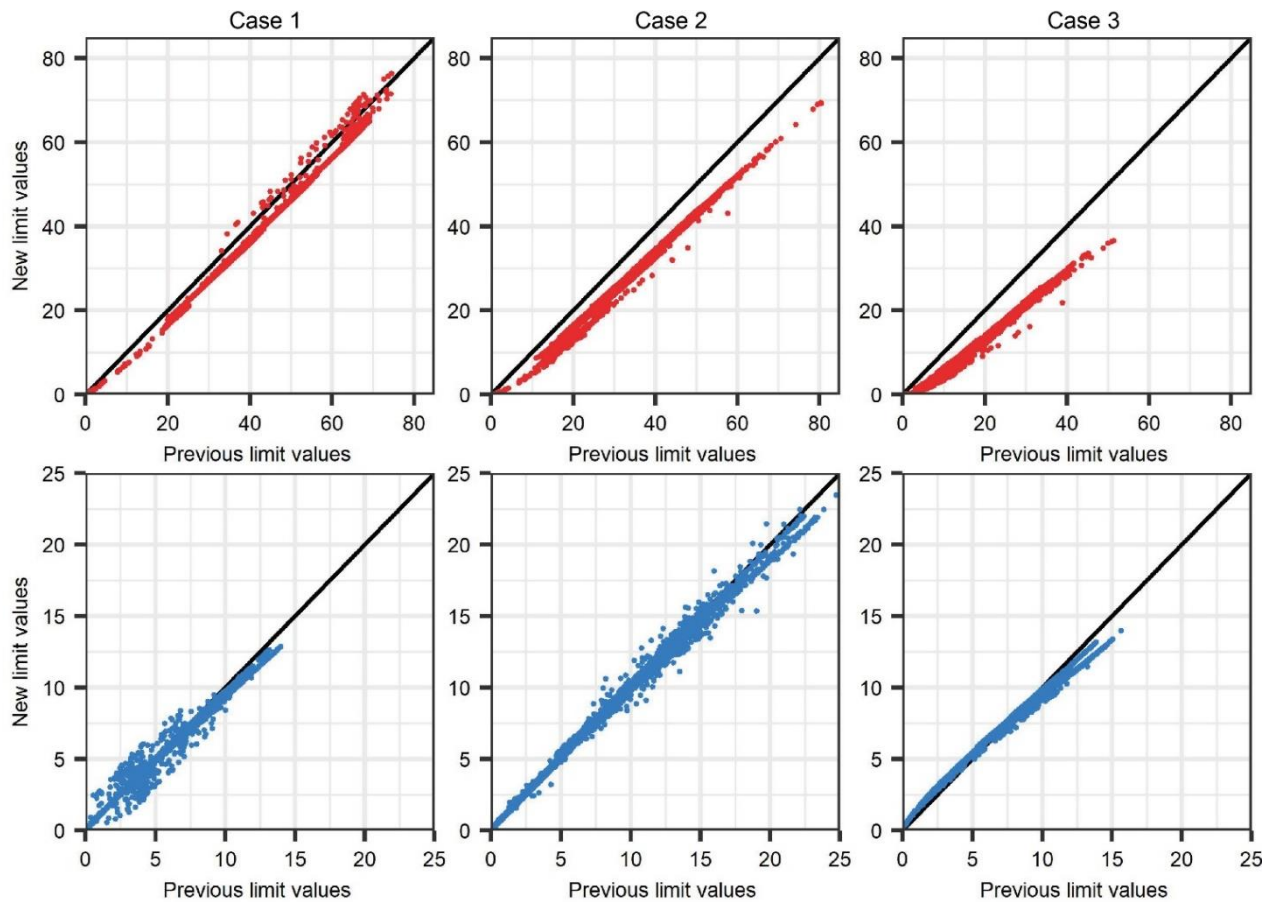 Case 1 Case 2 Case 3
New limit values
80 80 80
60 60 60
40 40 40
20 20 20
0 0 0
0 20 40 60 80 0 20 40 60 80 0 20 40 60 80
Previous limit values Previous limit values Previous limit values
New limit values
25 25 25
20 20 20
15 15 15
10 10 10
5 5 5
0 0 0
0 5 10 15 20 25 0 5 10 15 20 25 0 5 10 15 20 25
Previous limit values Previous limit values Previous limit values